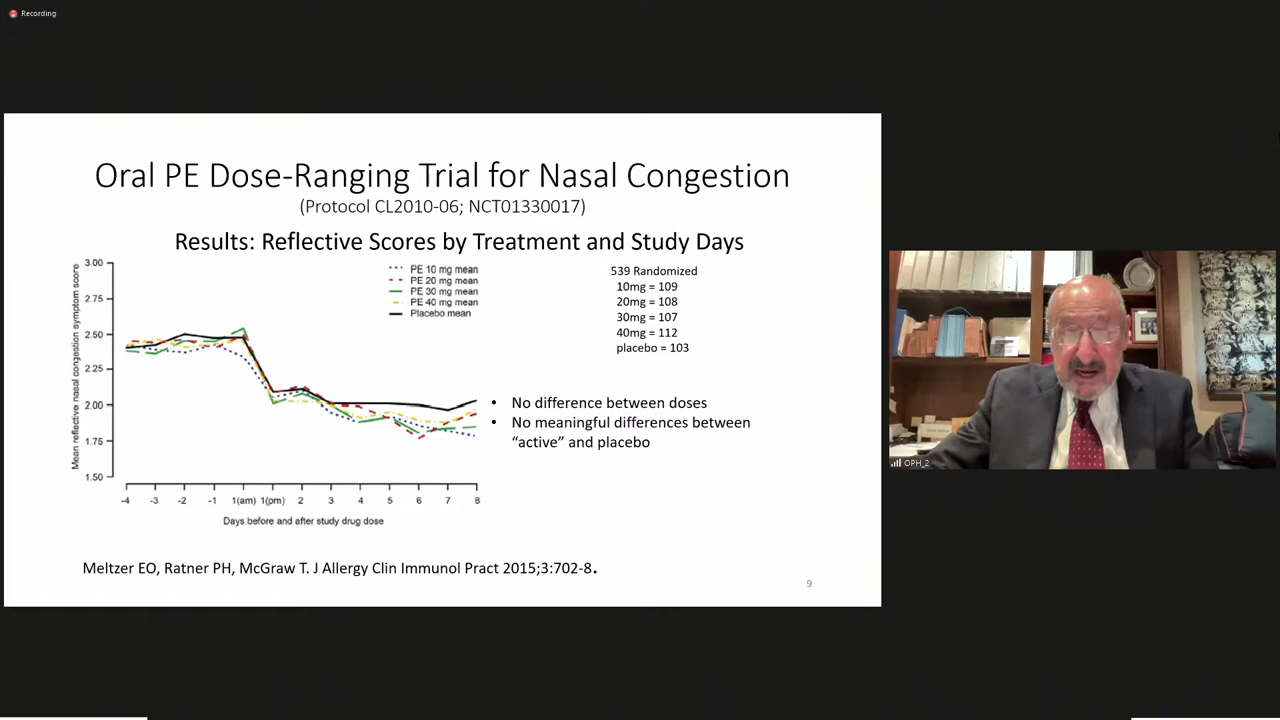 Recording
Oral PE Dose-Ranging Trial for Nasal Congestion
(Protocol CL2010-06; NCT01330017)
Results: Reflective Scores by Treatment and Study Days
Mean reflective nasal congestion symptom score
3.00
2.75
2.50
2.25
2.00
1.75
1.50
PE 10 mg mean
PE 20 mg mean
PE 30 mg mean
PE 40 mg mean
Placebo mean
-4 -3 -2 -1 1(am) 1(pm) 2 3 4 5 6 7 8
Days before and after study drug dose
539 Randomized
10mg = 109
20mg = 108
30mg = 107
40mg = 112
placebo = 103
• No difference between doses
• No meaningful differences between
“active” and placebo
Meltzer EO, Ratner PH, McGraw T. J Allergy Clin Immunol Pract 2015;3:702-8.
9
OPH_2